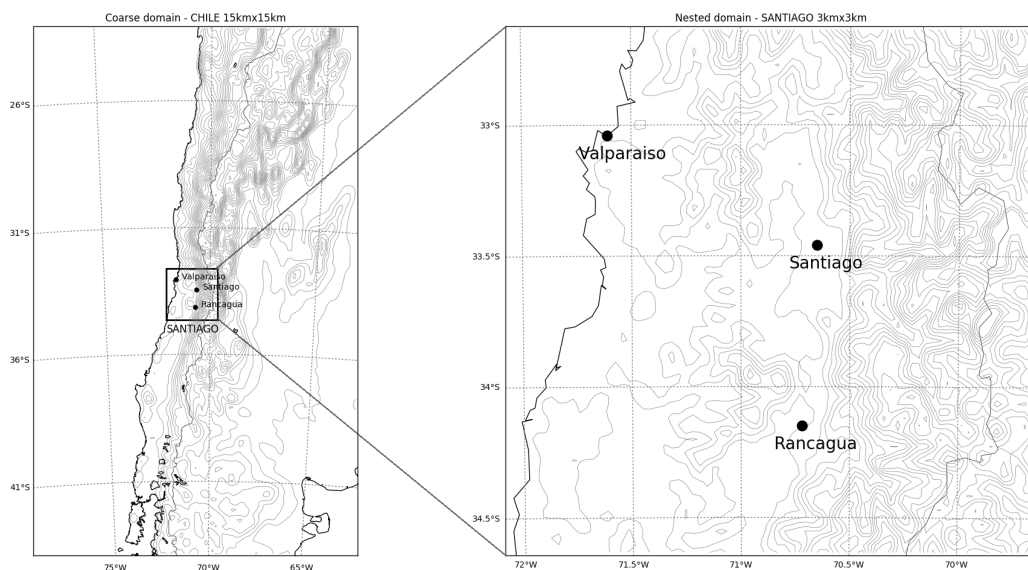 Coarse domain - CHILE 15kmx15km
26°S
31°S
36°S
41°S
75°W
70°W
65°W
Valparaiso
Santiago
Rancagua
SANTIAGO
Nested domain - SANTIAGO 3kmx3km
33°S
33.5°S
34°S
34.5°S
72°W
71.5°W
71°W
70.5°W
70°W
Valparaiso
Santiago
Rancagua